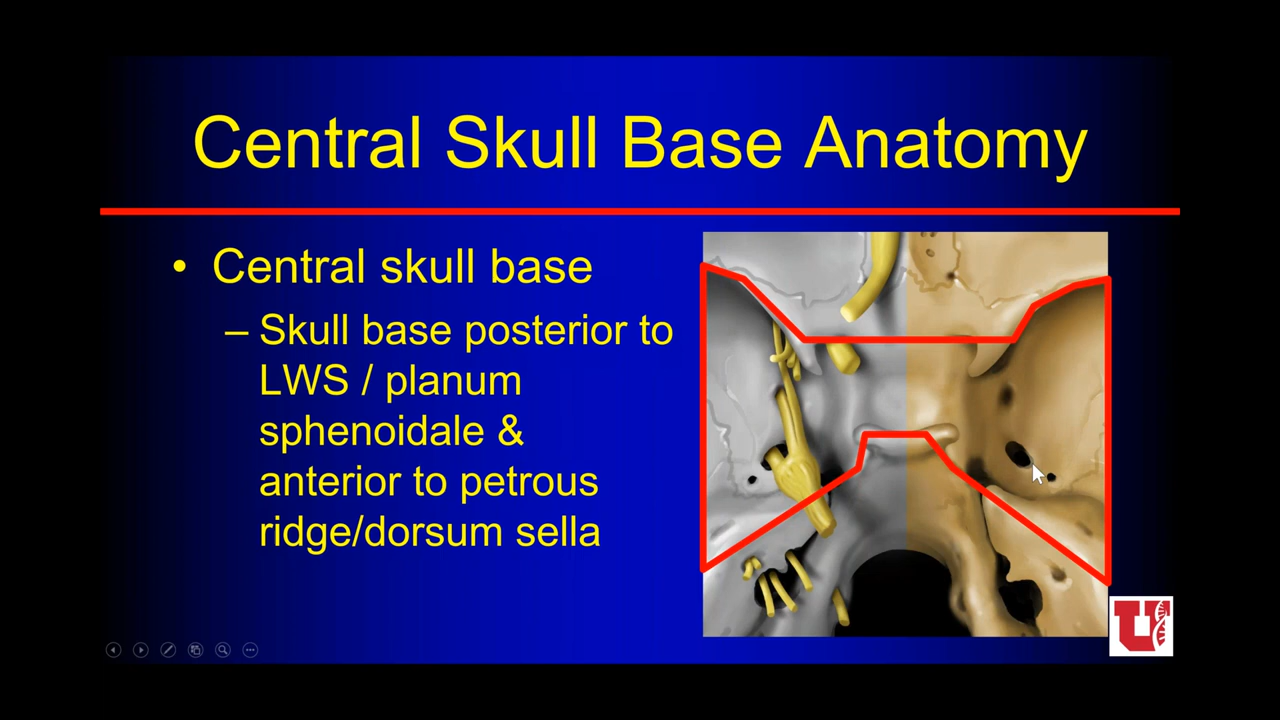 Central Skull Base Anatomy
• Central skull base
– Skull base posterior to
LWS / planum
sphenoidale &
anterior to petrous
ridge/dorsum sella
U